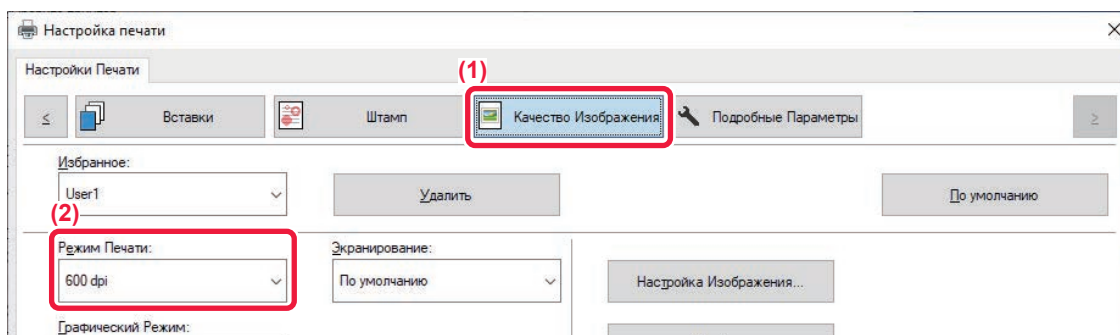 Настройка печати
Настройки Печати
(1)
Вставки
Штамп
Качество Изображения
Подробные Параметры
Избранное:
User1
Удалить
По умолчанию
(2)
Режим Печати:
Экранирование:
600 dpi
По умолчанию
Настройка Изображения...
Графический Режим: